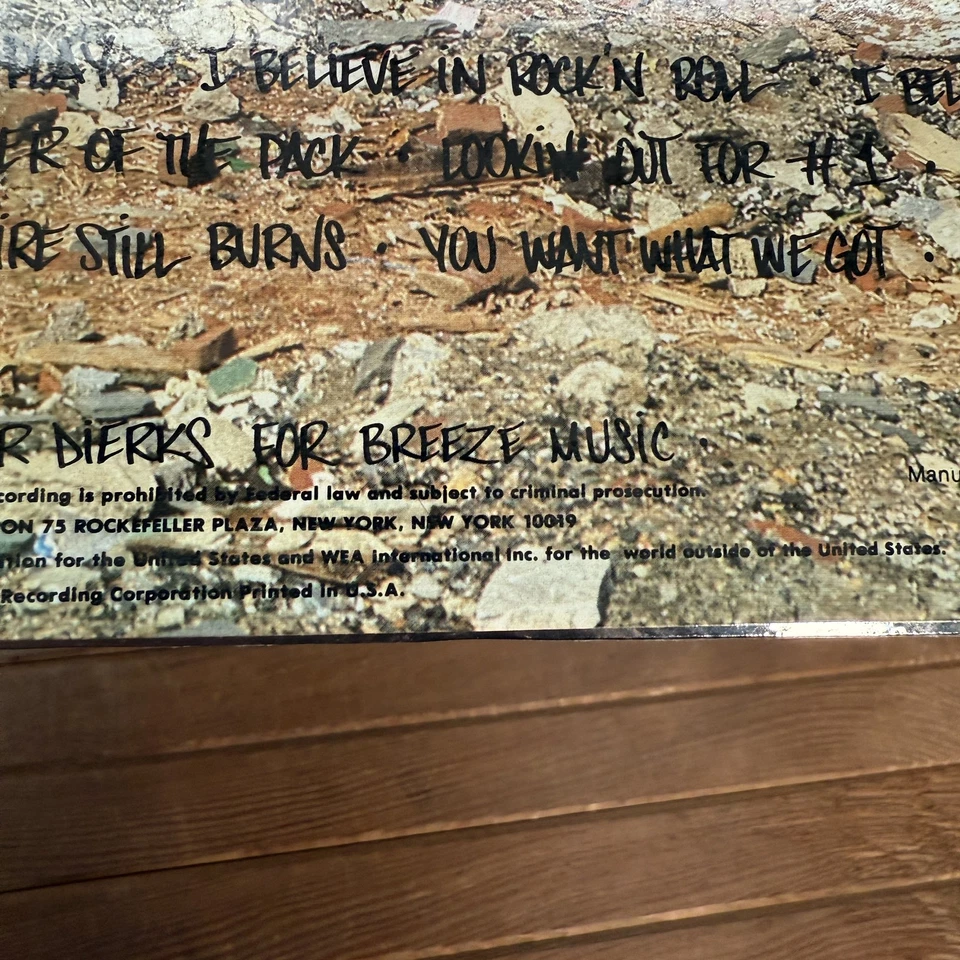 PLAY • I BELIEVE IN ROCK'N ROLL • I BEL
ER OF THE PACK • LOOKIN' OUT FOR #1 •
IRE STILL BURNS • YOU WANT WHAT WE GOT •
R DIERKS FOR BREEZE MUSIC •
Manu
cording is prohibited by Federal law and subject to criminal prosecution.
ON 75 ROCKEFELLER PLAZA, NEW YORK, NEW YORK 10019
tion for the United States and WEA International Inc. for the world outside of the United States.
Recording Corporation Printed in U.S.A.